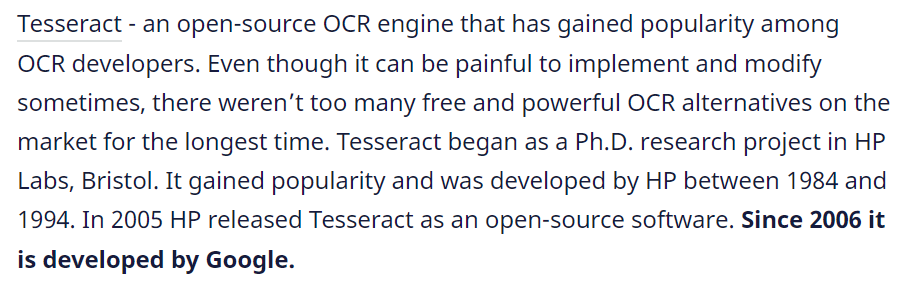 Tesseract - an open-source OCR engine that has gained popularity among
OCR developers. Even though it can be painful to implement and modify
sometimes, there weren’t too many free and powerful OCR alternatives on the
market for the longest time. Tesseract began as a Ph.D. research project in HP
Labs, Bristol. It gained popularity and was developed by HP between 1984 and
1994. In 2005 HP released Tesseract as an open-source software. Since 2006 it
is developed by Google.